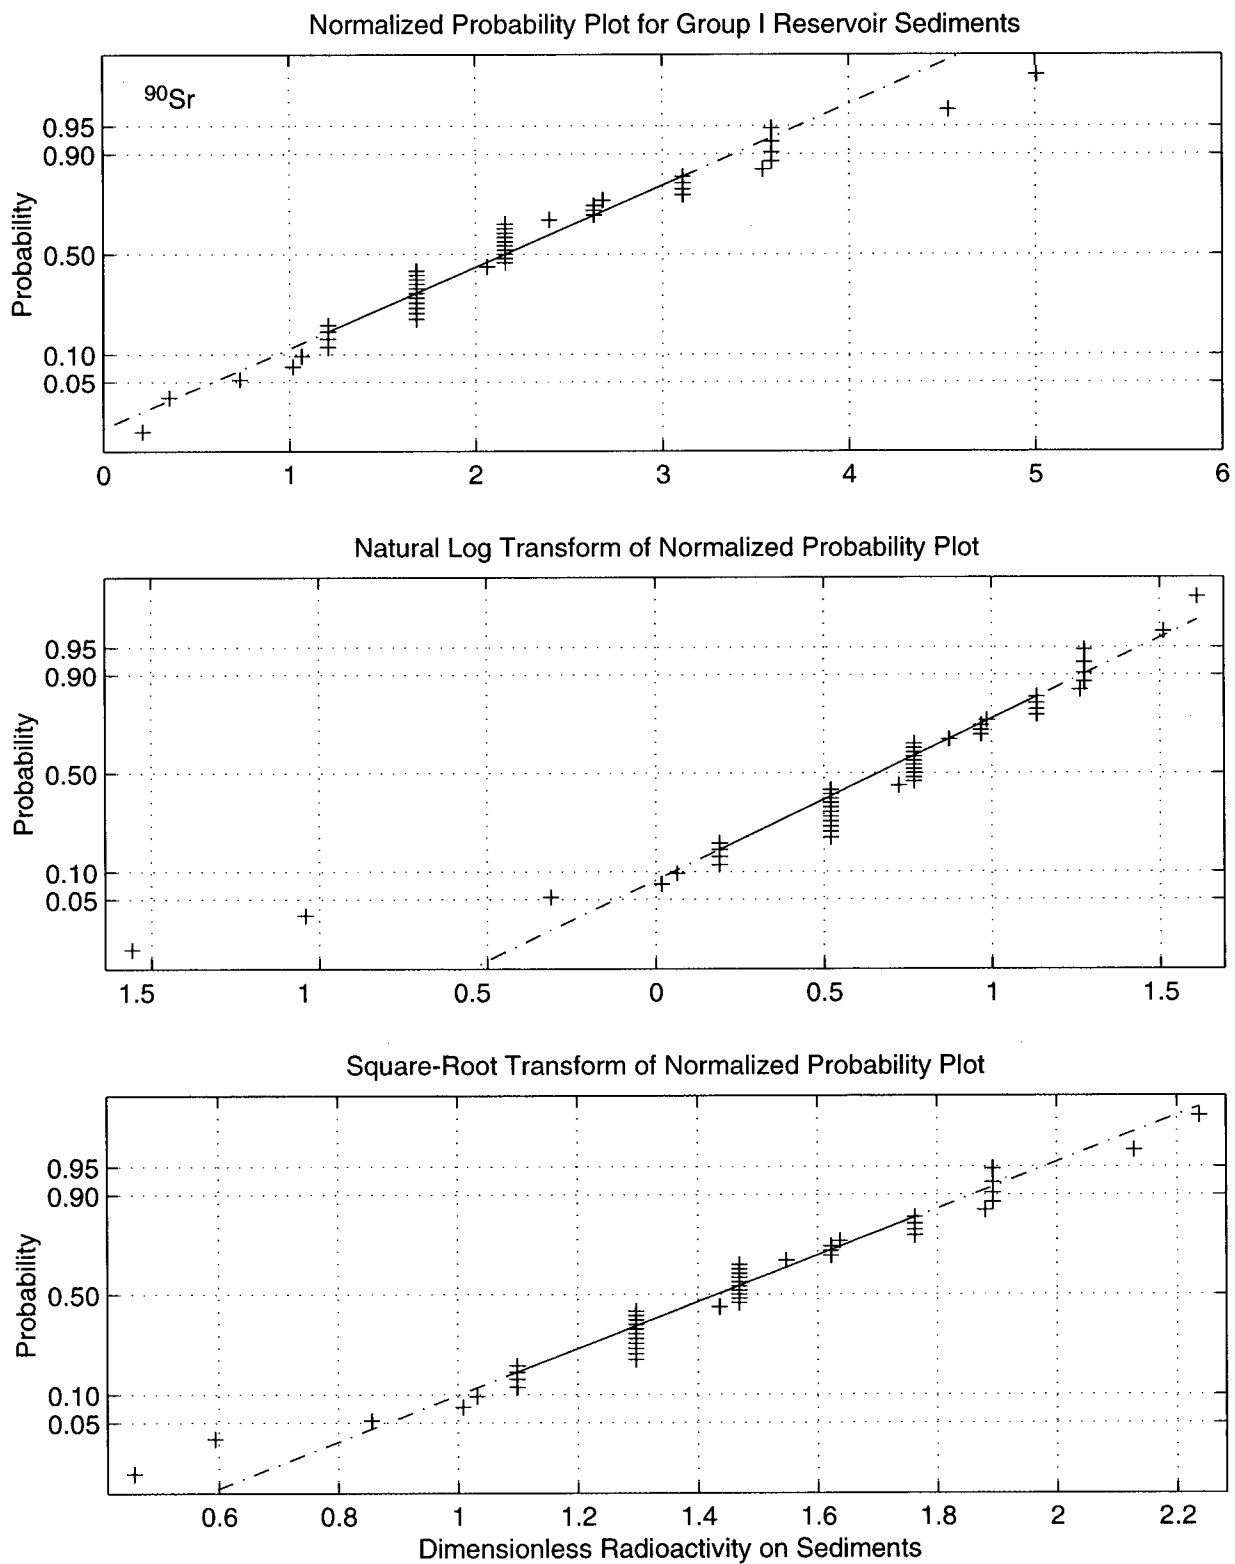 Normalized Probability Plot for Group I Reservoir Sediments
⁹⁰Sr
0.95
0.90
0.50
0.10
0.05
Probability
0 1 2 3 4 5 6
Natural Log Transform of Normalized Probability Plot
0.95
0.90
0.50
0.10
0.05
Probability
1.5 1 0.5 0 0.5 1 1.5
Square-Root Transform of Normalized Probability Plot
0.95
0.90
0.50
0.10
0.05
Probability
0.6 0.8 1 1.2 1.4 1.6 1.8 2 2.2
Dimensionless Radioactivity on Sediments